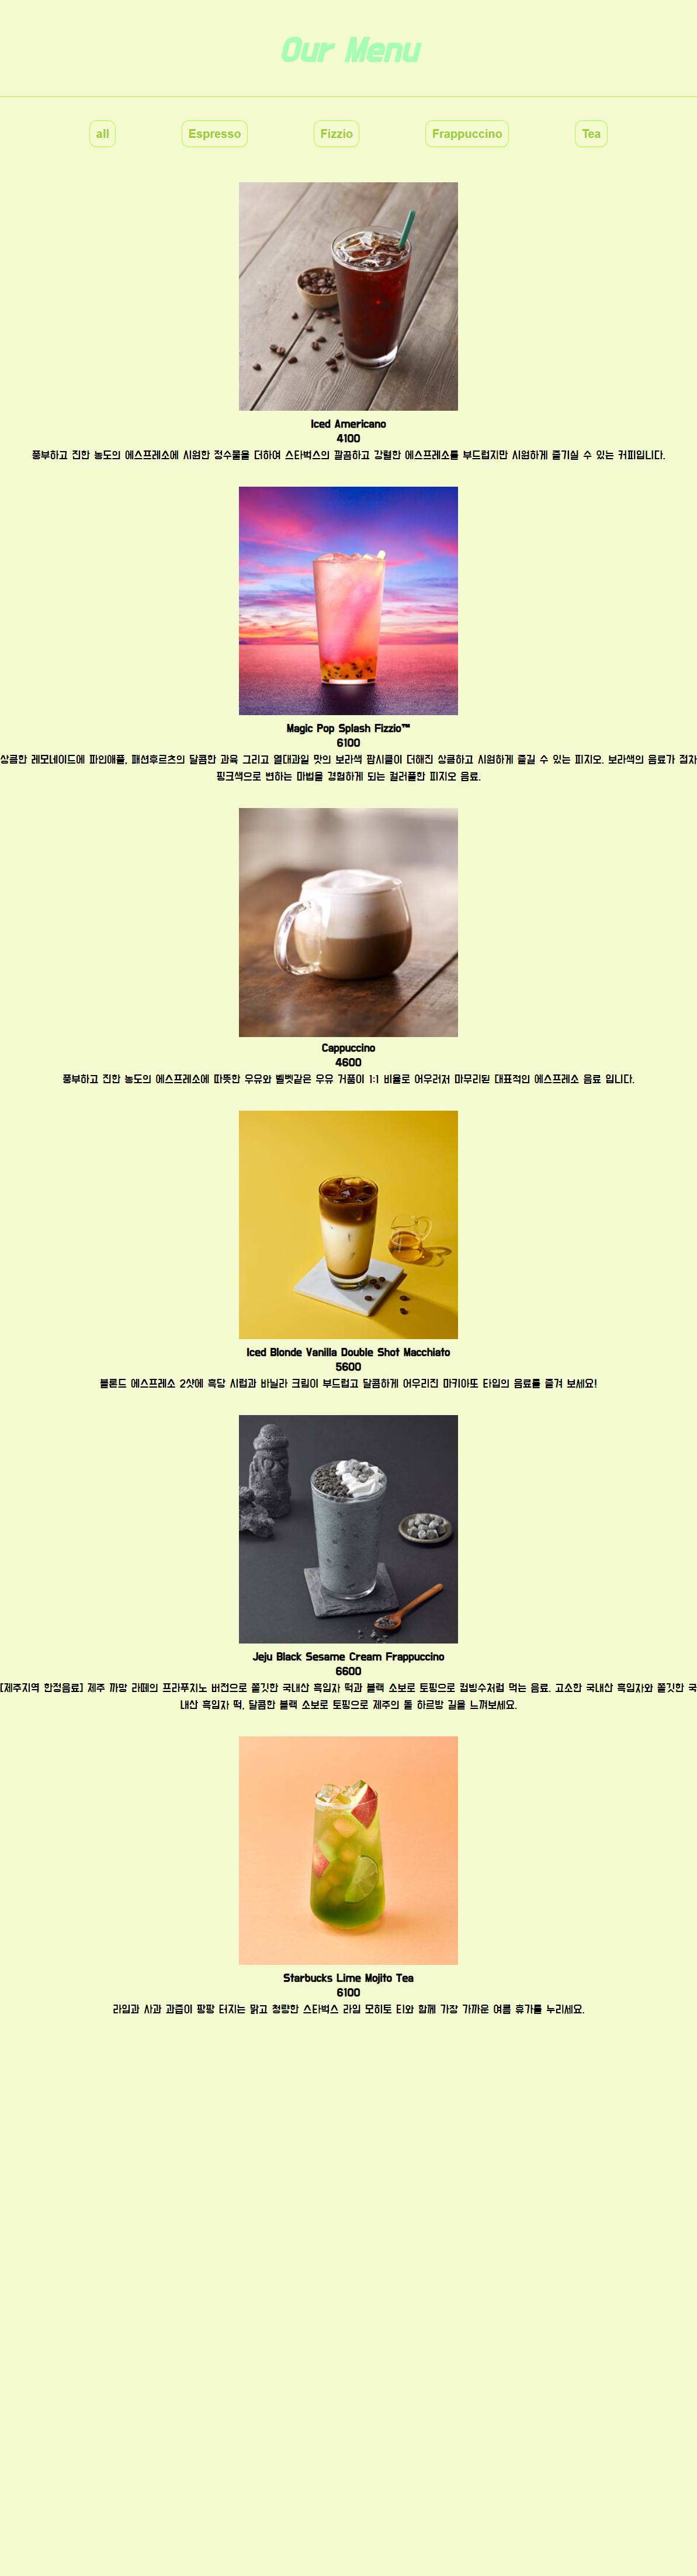 Our Menu
all
Espresso
Fizzio
Frappuccino
Tea
Iced Americano
4100
풍부하고 진한 농도의 에스프레소에 시원한 정수물을 더하여 스타벅스의 깔끔하고 강렬한 에스프레소를 부드럽지만 시원하게 즐기실 수 있는 커피입니다.
Magic Pop Splash Fizzio™
6100
상큼한 레모네이드에 파인애플, 패션후르츠의 달콤한 과육 그리고 열대과일 맛의 보라색 팝시클이 더해진 상큼하고 시원하게 즐길 수 있는 피지오. 보라색의 음료가 점차
핑크색으로 변하는 마법을 경험하게 되는 컬러풀한 피지오 음료.
Cappuccino
4600
풍부하고 진한 농도의 에스프레소에 따뜻한 우유와 벨벳같은 우유 거품이 1:1 비율로 어우러져 마무리된 대표적인 에스프레소 음료 입니다.
Iced Blonde Vanilla Double Shot Macchiato
5600
블론드 에스프레소 2샷에 흑당 시럽과 바닐라 크림이 부드럽고 달콤하게 어우리진 마키아또 타입의 음료를 즐겨 보세요!
Jeju Black Sesame Cream Frappuccino
6600
[제주지역 한정음료] 제주 까망 라떼의 프라푸치노 버전으로 쫄깃한 국내산 흑임자 떡과 블랙 소보로 토핑으로 컵빙수처럼 먹는 음료. 고소한 국내산 흑임자와 쫄깃한 국
내산 흑임자 떡, 달콤한 블랙 소보로 토핑으로 제주의 돌 하르방 길을 느껴보세요.
Starbucks Lime Mojito Tea
6100
라임과 사과 과즙이 팡팡 터지는 맑고 청량한 스타벅스 라임 모히토 티와 함께 가장 가까운 여름 휴가를 누리세요.